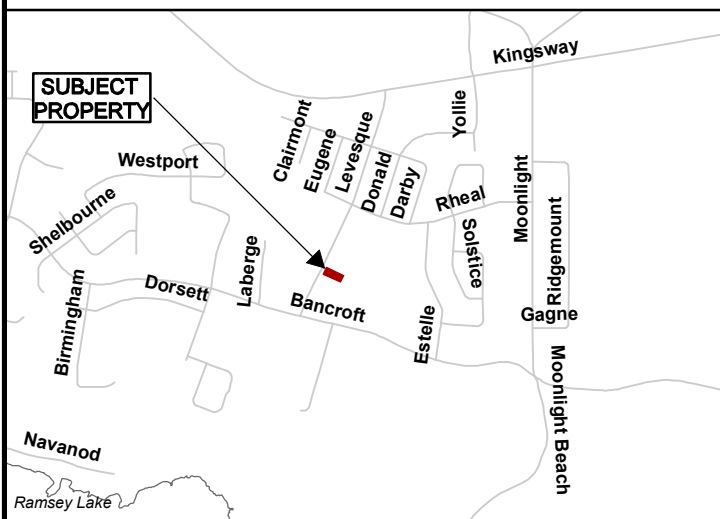 Kingsway
SUBJECT
PROPERTY
Clairmont
Eugene
Levesque
Donald
Darby
Yollie
Westport
Shelbourne
Rheal
Moonlight
Ridgemount
Solstice
Laberge
Birmingham
Dorsett
Bancroft
Estelle
Gagne
Moonlight Beach
Navanod
Ramsey Lake